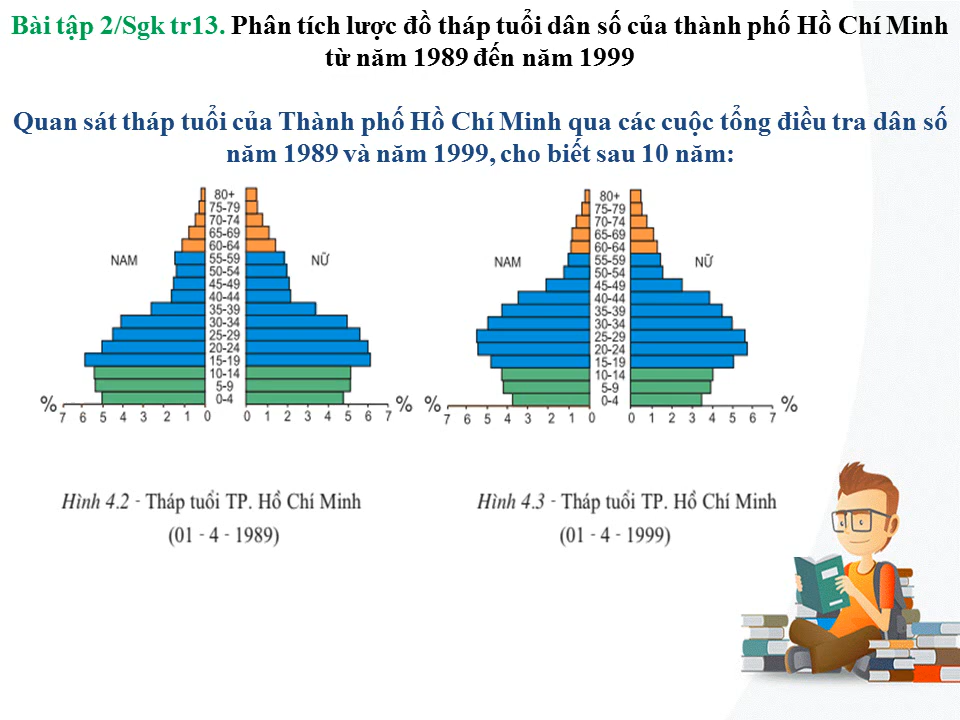 Bài tập 2/Sgk tr13. Phân tích lược đồ tháp tuổi dân số của thành phố Hồ Chí Minh
từ năm 1989 đến năm 1999
Quan sát tháp tuổi của Thành phố Hồ Chí Minh qua các cuộc tổng điều tra dân số
năm 1989 và năm 1999, cho biết sau 10 năm:
80+
75-79
70-74
65-69
60-64
NAM 55-59 NỮ
50-54
45-49
40-44
35-39
30-34
25-29
20-24
15-19
10-14
5-9
0-4
% 7 6 5 4 3 2 1 0 0 1 2 3 4 5 6 7 %
80+
75-79
70-74
65-69
60-64
NAM 55-59 NỮ
50-54
45-49
40-44
35-39
30-34
25-29
20-24
15-19
10-14
5-9
0-4
% 7 6 5 4 3 2 1 0 0 1 2 3 4 5 6 7 %
Hình 4.2 - Tháp tuổi TP. Hồ Chí Minh
(01 - 4 - 1989)
Hình 4.3 - Tháp tuổi TP. Hồ Chí Minh
(01 - 4 - 1999)